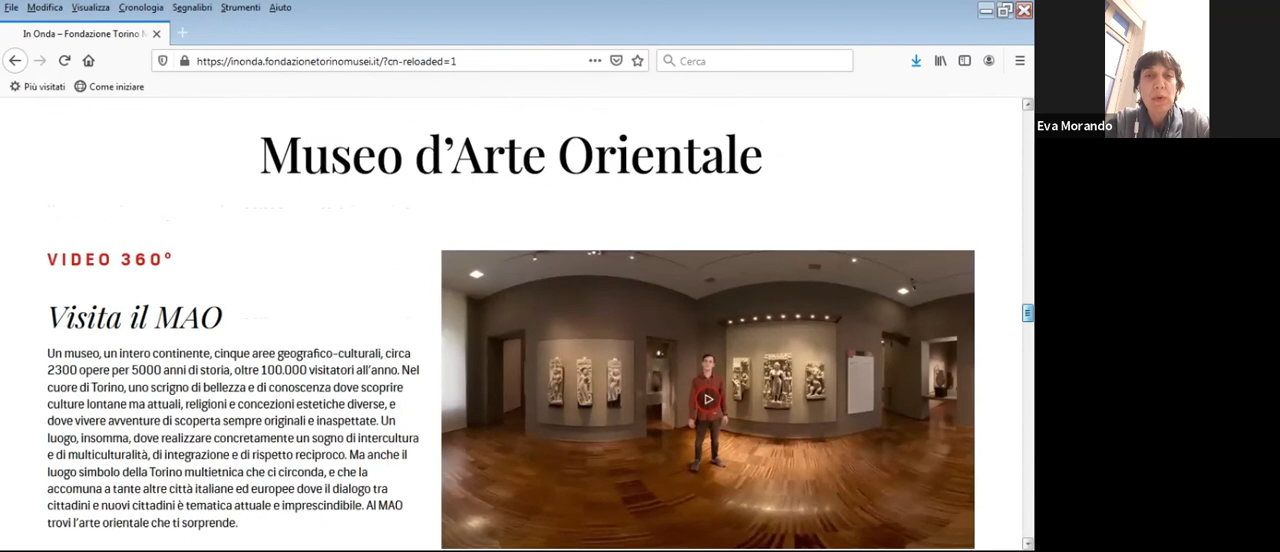 File Modifica Visualizza Cronologia Segnalibri Strumenti Aiuto
In Onda – Fondazione Torino M
https://inonda.fondazionetorinomusei.it/?cn-reloaded=1
Cerca
Più visitati Come iniziare
Eva Morando
Museo d'Arte Orientale
VIDEO 360°
Visita il MAO
Un museo, un intero continente, cinque aree geografico-culturali, circa
2300 opere per 5000 anni di storia, oltre 100.000 visitatori all'anno. Nel
cuore di Torino, uno scrigno di bellezza e di conoscenza dove scoprire
culture lontane ma attuali, religioni e concezioni estetiche diverse, e
dove vivere avventure di scoperta sempre originali e inaspettate. Un
luogo, insomma, dove realizzare concretamente un sogno di intercultura
e di multiculturalità, di integrazione e di rispetto reciproco. Ma anche il
luogo simbolo della Torino multietnica che ci circonda, e che la
accomuna a tante altre città italiane ed europee dove il dialogo tra
cittadini e nuovi cittadini è tematica attuale e imprescindibile. Al MAO
trovi l'arte orientale che ti sorprende.